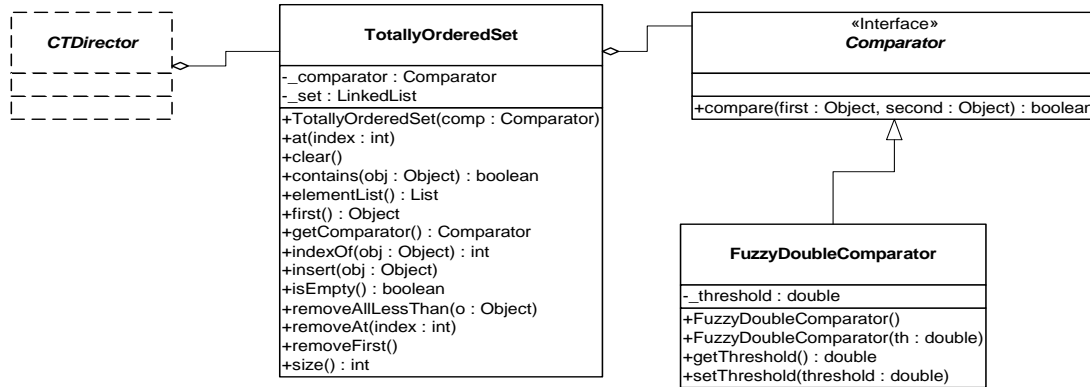 CTDirector
TotallyOrderedSet
-_comparator : Comparator
-_set : LinkedList
+TotallyOrderedSet(comp : Comparator)
+at(index : int)
+clear()
+contains(obj : Object) : boolean
+elementList() : List
+first() : Object
+getComparator() : Comparator
+indexOf(obj : Object) : int
+insert(obj : Object)
+isEmpty() : boolean
+removeAllLessThan(o : Object)
+removeAt(index : int)
+removeFirst()
+size() : int
«Interface»
Comparator
+compare(first : Object, second : Object) : boolean
FuzzyDoubleComparator
-_threshold : double
+FuzzyDoubleComparator()
+FuzzyDoubleComparator(th : double)
+getThreshold() : double
+setThreshold(threshold : double)